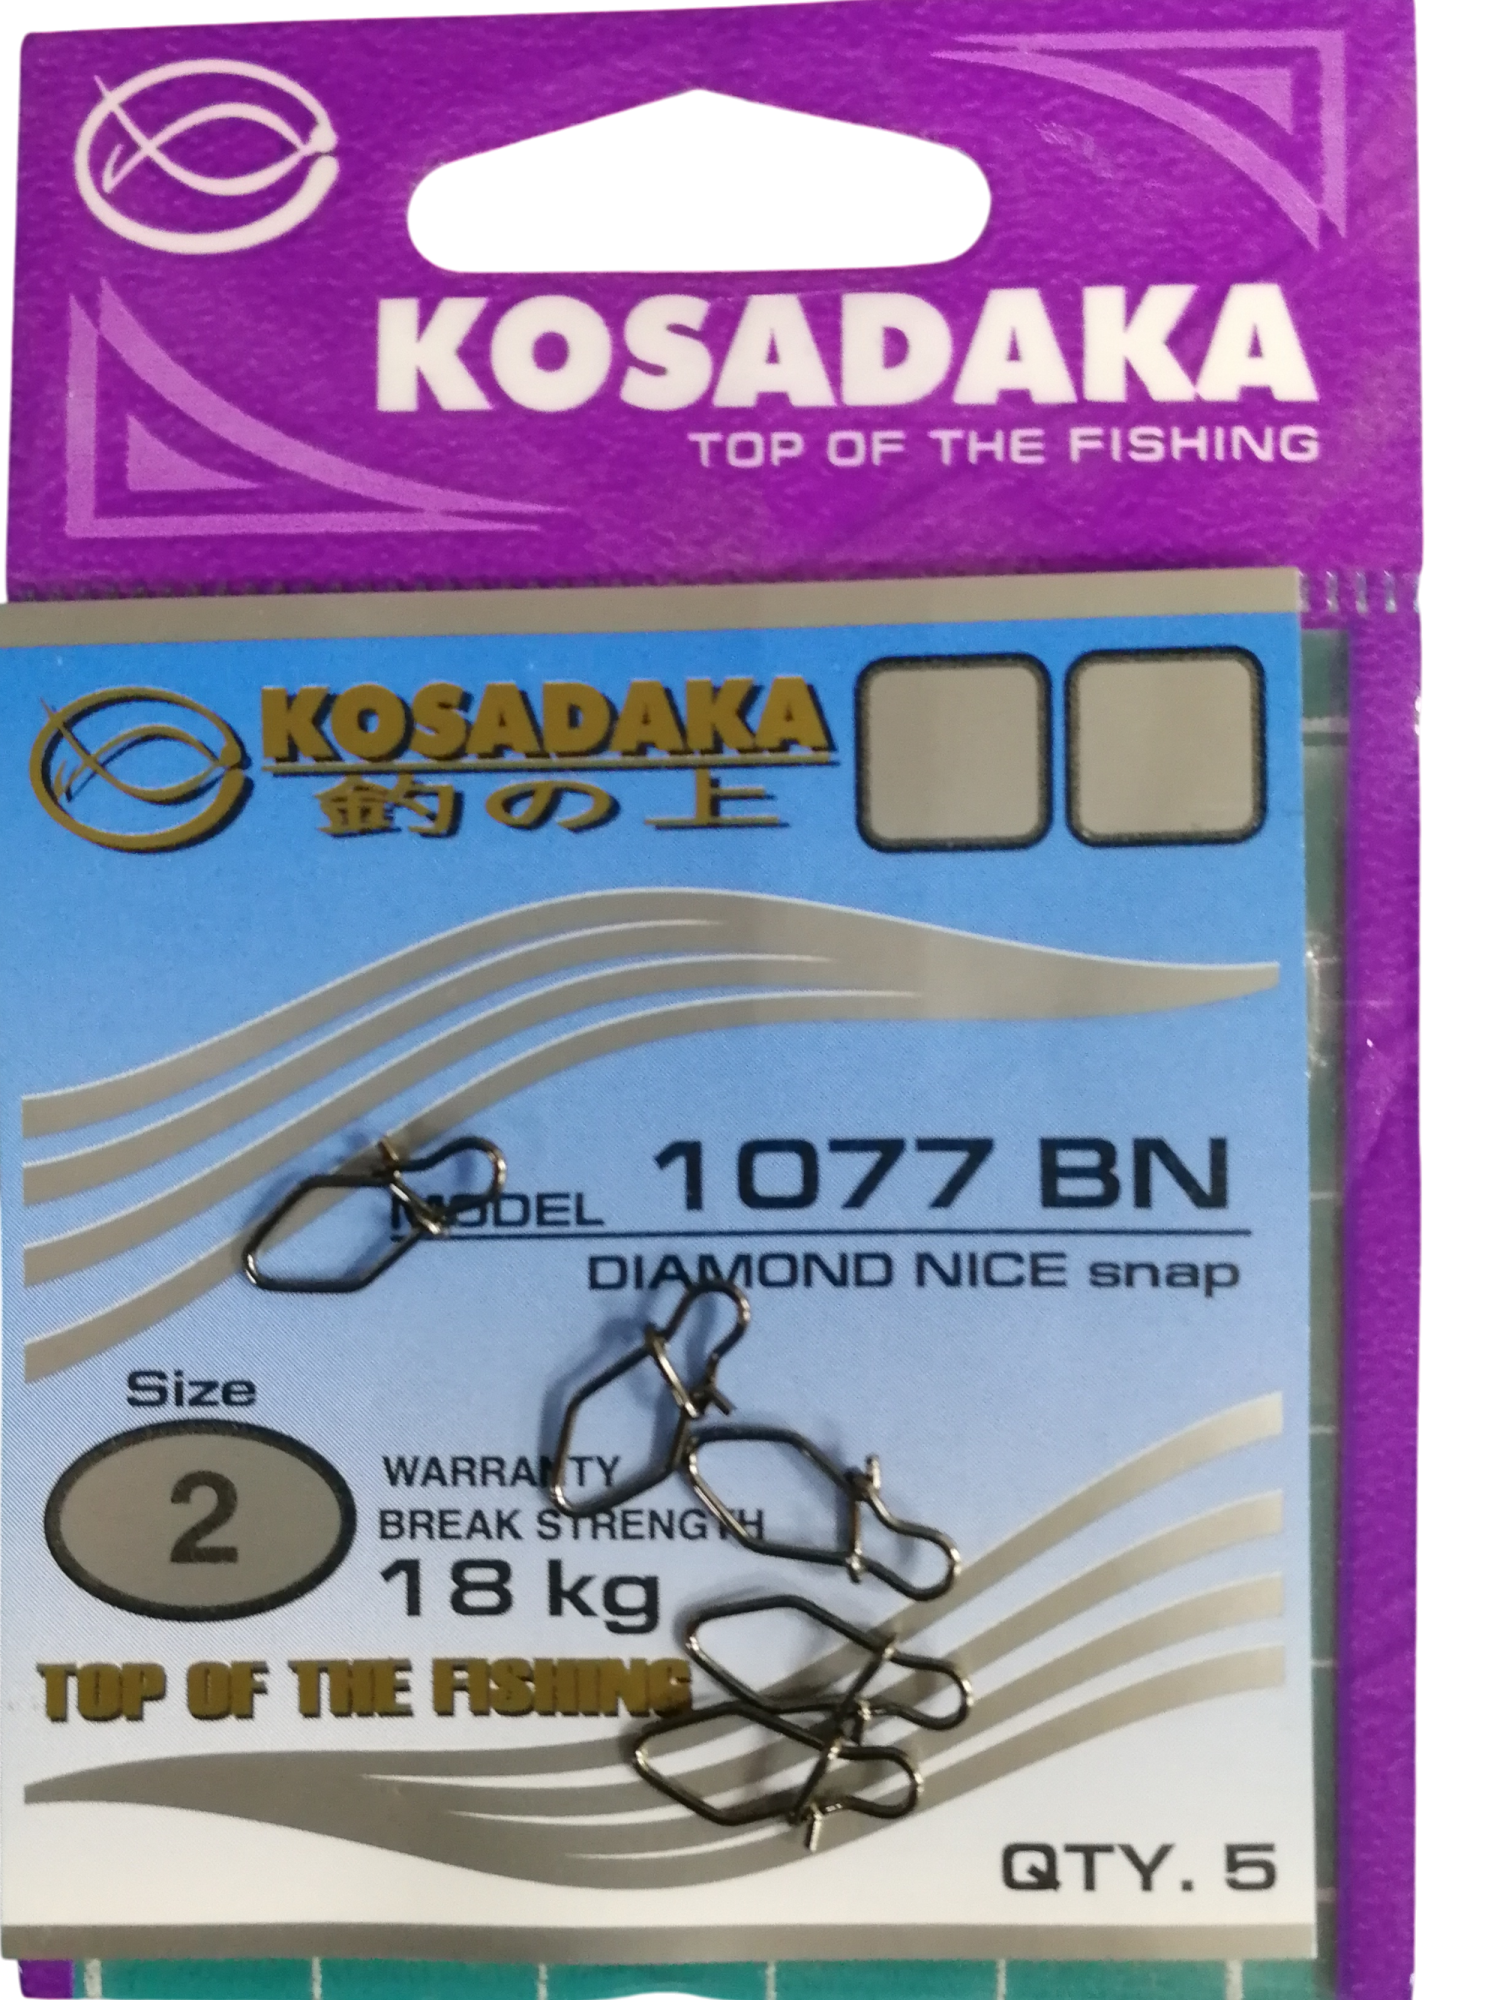 KOSADAKA
TOP OF THE FISHING
KOSADAKA
釣の上
MODEL 1077 BN
DIAMOND NICE snap
Size
2
WARRANTY
BREAK STRENGTH
18 kg
TOP OF THE FISHING
QTY. 5